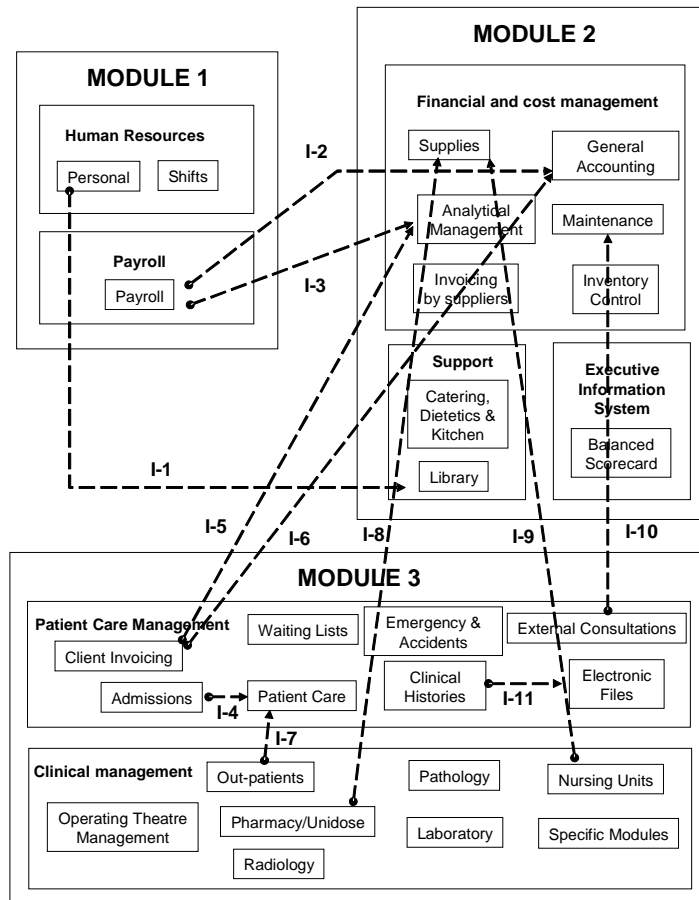 MODULE 1
Human Resources
Personal
Shifts
Payroll
Payroll
MODULE 2
Financial and cost management
Supplies
General
Accounting
Analytical
Management
Maintenance
Invoicing
by suppliers
Inventory
Control
Support
Catering,
Dietetics &
Kitchen
Library
Executive
Information
System
Balanced
Scorecard
I-2
I-3
I-1
I-5
I-6
I-8
I-9
I-10
MODULE 3
Patient Care Management
Client Invoicing
Waiting Lists
Emergency &
Accidents
External Consultations
Admissions
I-4
Patient Care
Clinical
Histories
I-11
Electronic
Files
I-7
Clinical management
Out-patients
Pathology
Nursing Units
Operating Theatre
Management
Pharmacy/Unidose
Laboratory
Specific Modules
Radiology